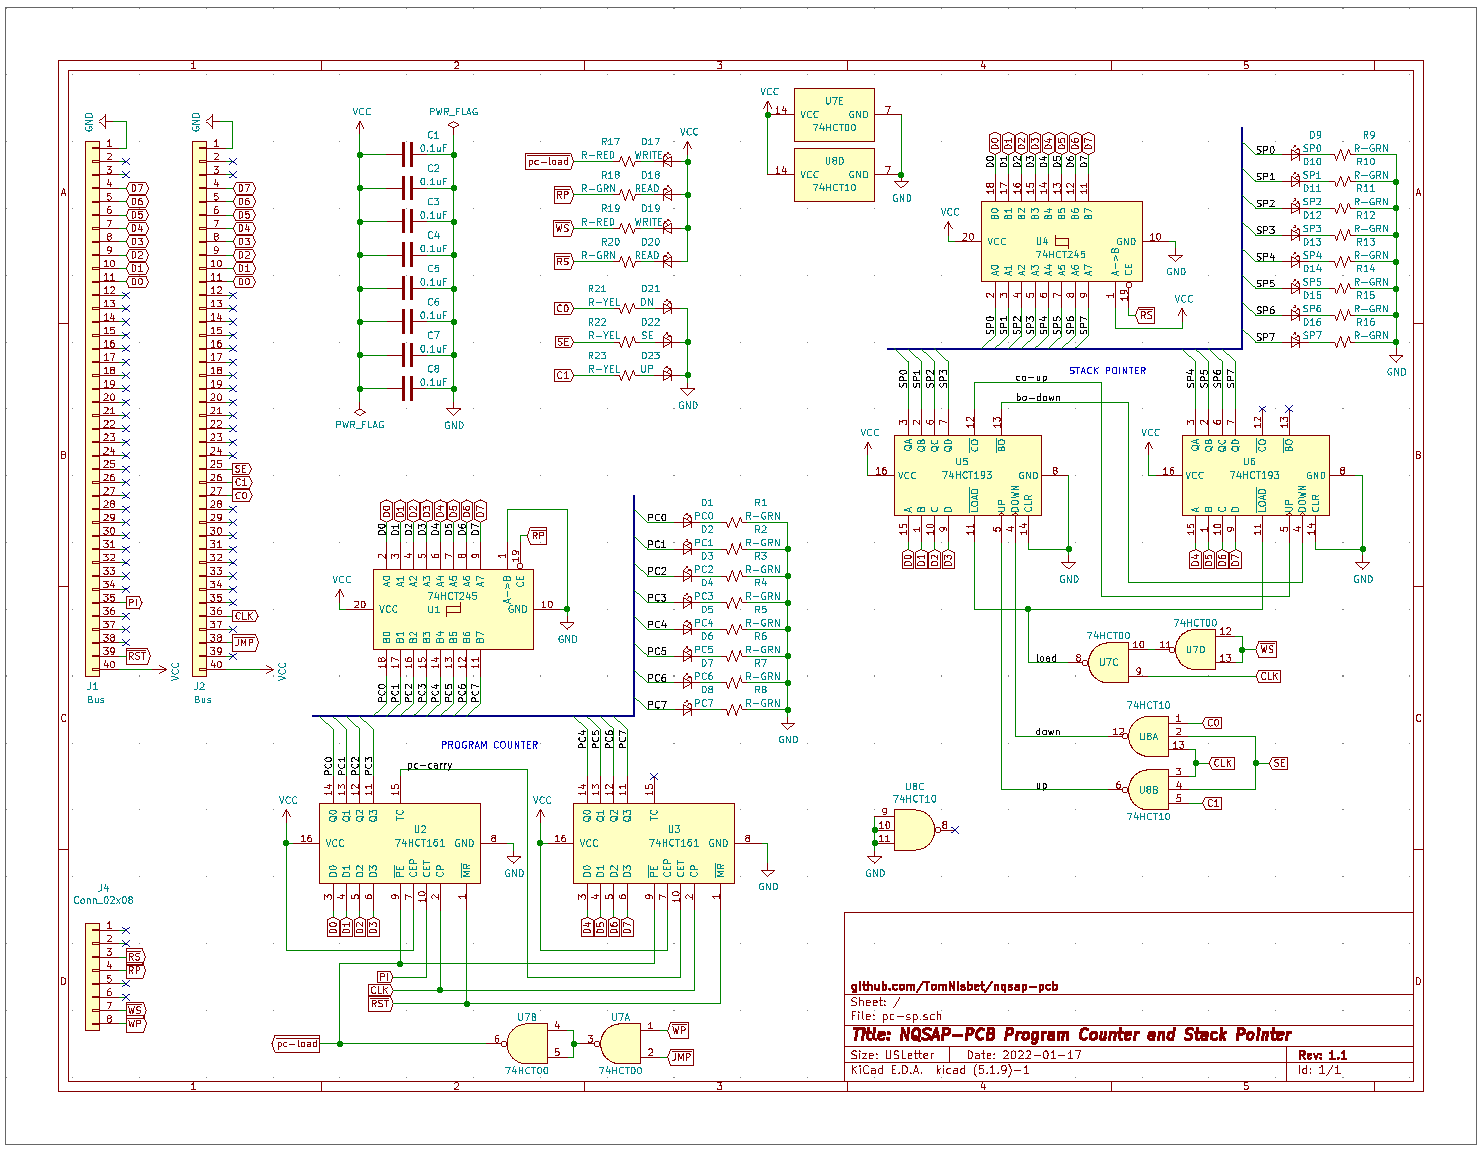 1 2 3 4 5
A
B
C
D
GND
1
2
3
4 D7
5 D6
6 D5
7 D4
8 D3
9 D2
10 D1
11 D0
12
13
14
15
16
17
18
19
20
21
22
23
24
25
26
27
28
29
30
31
32
33
34
35 PI
36
37
38
39 RST
40 VCC
J1
Bus
GND
1
2
3
4 D7
5 D6
6 D5
7 D4
8 D3
9 D2
10 D1
11 D0
12
13
14
15
16
17
18
19
20
21
22
23
24
25 SE
26 C1
27 C0
28
29
30
31
32
33
34
35
36 CLK
37
38 JMP
39
40 VCC
J2
Bus
VCC PWR_FLAG
C1
0.1uF
C2
0.1uF
C3
0.1uF
C4
0.1uF
C5
0.1uF
C6
0.1uF
C7
0.1uF
C8
0.1uF
PWR_FLAG GND
VCC
R17 D17
pc-load R-RED WRITE
R18 D18
RP R-GRN READ
R19 D19
WS R-RED WRITE
R20 D20
RS R-GRN READ
R21 D21
C0 R-YEL DN
R22 D22
SE R-YEL SE
R23 D23
C1 R-YEL UP
GND
VCC
14 VCC U7E GND 7
74HCT00
14 VCC U8D GND 7
74HCT10
GND
D0 D1 D2 D3 D4 D5 D6 D7
D0 D1 D2 D3 D4 D5 D6 D7
18 17 16 15 14 13 12 11
B0 B1 B2 B3 B4 B5 B6 B7
VCC
20 VCC U4 GND 10
74HCT245
GND
A0 A1 A2 A3 A4 A5 A6 A7 A->B CE
2 3 4 5 6 7 8 9 1 19
RS
VCC
SP0 SP1 SP2 SP3 SP4 SP5 SP6 SP7
D9 R9
SP0 SP0 R-GRN
D10 R10
SP1 SP1 R-GRN
D11 R11
SP2 SP2 R-GRN
D12 R12
SP3 SP3 R-GRN
D13 R13
SP4 SP4 R-GRN
D14 R14
SP5 SP5 R-GRN
D15 R15
SP6 SP6 R-GRN
D16 R16
SP7 SP7 R-GRN
GND
STACK POINTER
SP0 SP1 SP2 SP3
co-up
bo-down
SP4 SP5 SP6 SP7
3 2 6 7 12 13
QA QB QC QD CO BO
VCC
16 VCC U5 GND 8
74HCT193
A B C D LOAD UP DOWN CLR
15 1 10 9 11 5 4 14
D0 D1 D2 D3
GND
3 2 6 7 12 13
QA QB QC QD CO BO
VCC
16 VCC U6 GND 8
74HCT193
A B C D LOAD UP DOWN CLR
15 1 10 9 11 5 4 14
D4 D5 D6 D7
GND
D0 D1 D2 D3 D4 D5 D6 D7
D0 D1 D2 D3 D4 D5 D6 D7
2 3 4 5 6 7 8 9 1 19
RP
A0 A1 A2 A3 A4 A5 A6 A7 A->B CE
74HCT245
VCC
20 VCC U1 GND 10
GND
B0 B1 B2 B3 B4 B5 B6 B7
18 17 16 15 14 13 12 11
PC0 PC1 PC2 PC3 PC4 PC5 PC6 PC7
D1 R1
PC0 PC0 R-GRN
D2 R2
PC1 PC1 R-GRN
D3 R3
PC2 PC2 R-GRN
D4 R4
PC3 PC3 R-GRN
D5 R5
PC4 PC4 R-GRN
D6 R6
PC5 PC5 R-GRN
D7 R7
PC6 PC6 R-GRN
D8 R8
PC7 PC7 R-GRN
GND
PROGRAM COUNTER
PC0 PC1 PC2 PC3
pc-carry
PC4 PC5 PC6 PC7
14 13 12 11 15
Q0 Q1 Q2 Q3 TC
VCC
U2
16 VCC 74HCT161 GND 8
GND
D0 D1 D2 D3 PE CEP CET CP MR
3 4 5 6 9 7 10 2 1
D0 D1 D2 D3
14 13 12 11 15
Q0 Q1 Q2 Q3 TC
VCC
U3
16 VCC 74HCT161 GND 8
GND
D0 D1 D2 D3 PE CEP CET CP MR
3 4 5 6 9 7 10 2 1
D4 D5 D6 D7
PI
CLK
RST
U7B U7A
pc-load 6 4 5 3 1 WP
2 JMP
74HCT00 74HCT00
74HCT00 74HCT00
load 8 U7C 10 9 11 U7D 12 13 WS
CLK
74HCT10
down 12 U8A 1 C0
2
13
CLK SE
up 6 U8B 3
4
5 C1
74HCT10
U8C
74HCT10
9
10 8
11
GND
J4
Conn_02x08
1
2
3 RS
4 RP
5
6
7 WS
8 WP
github.com/TomNisbet/nqsap-pcb
Sheet: /
File: pc-sp.sch
Title: NQSAP-PCB Program Counter and Stack Pointer
Size: USLetter Date: 2022-01-17 Rev: 1.1
KiCad E.D.A. kicad (5.1.9)-1 Id: 1/1
1 2 3 4 5
A
B
C
D